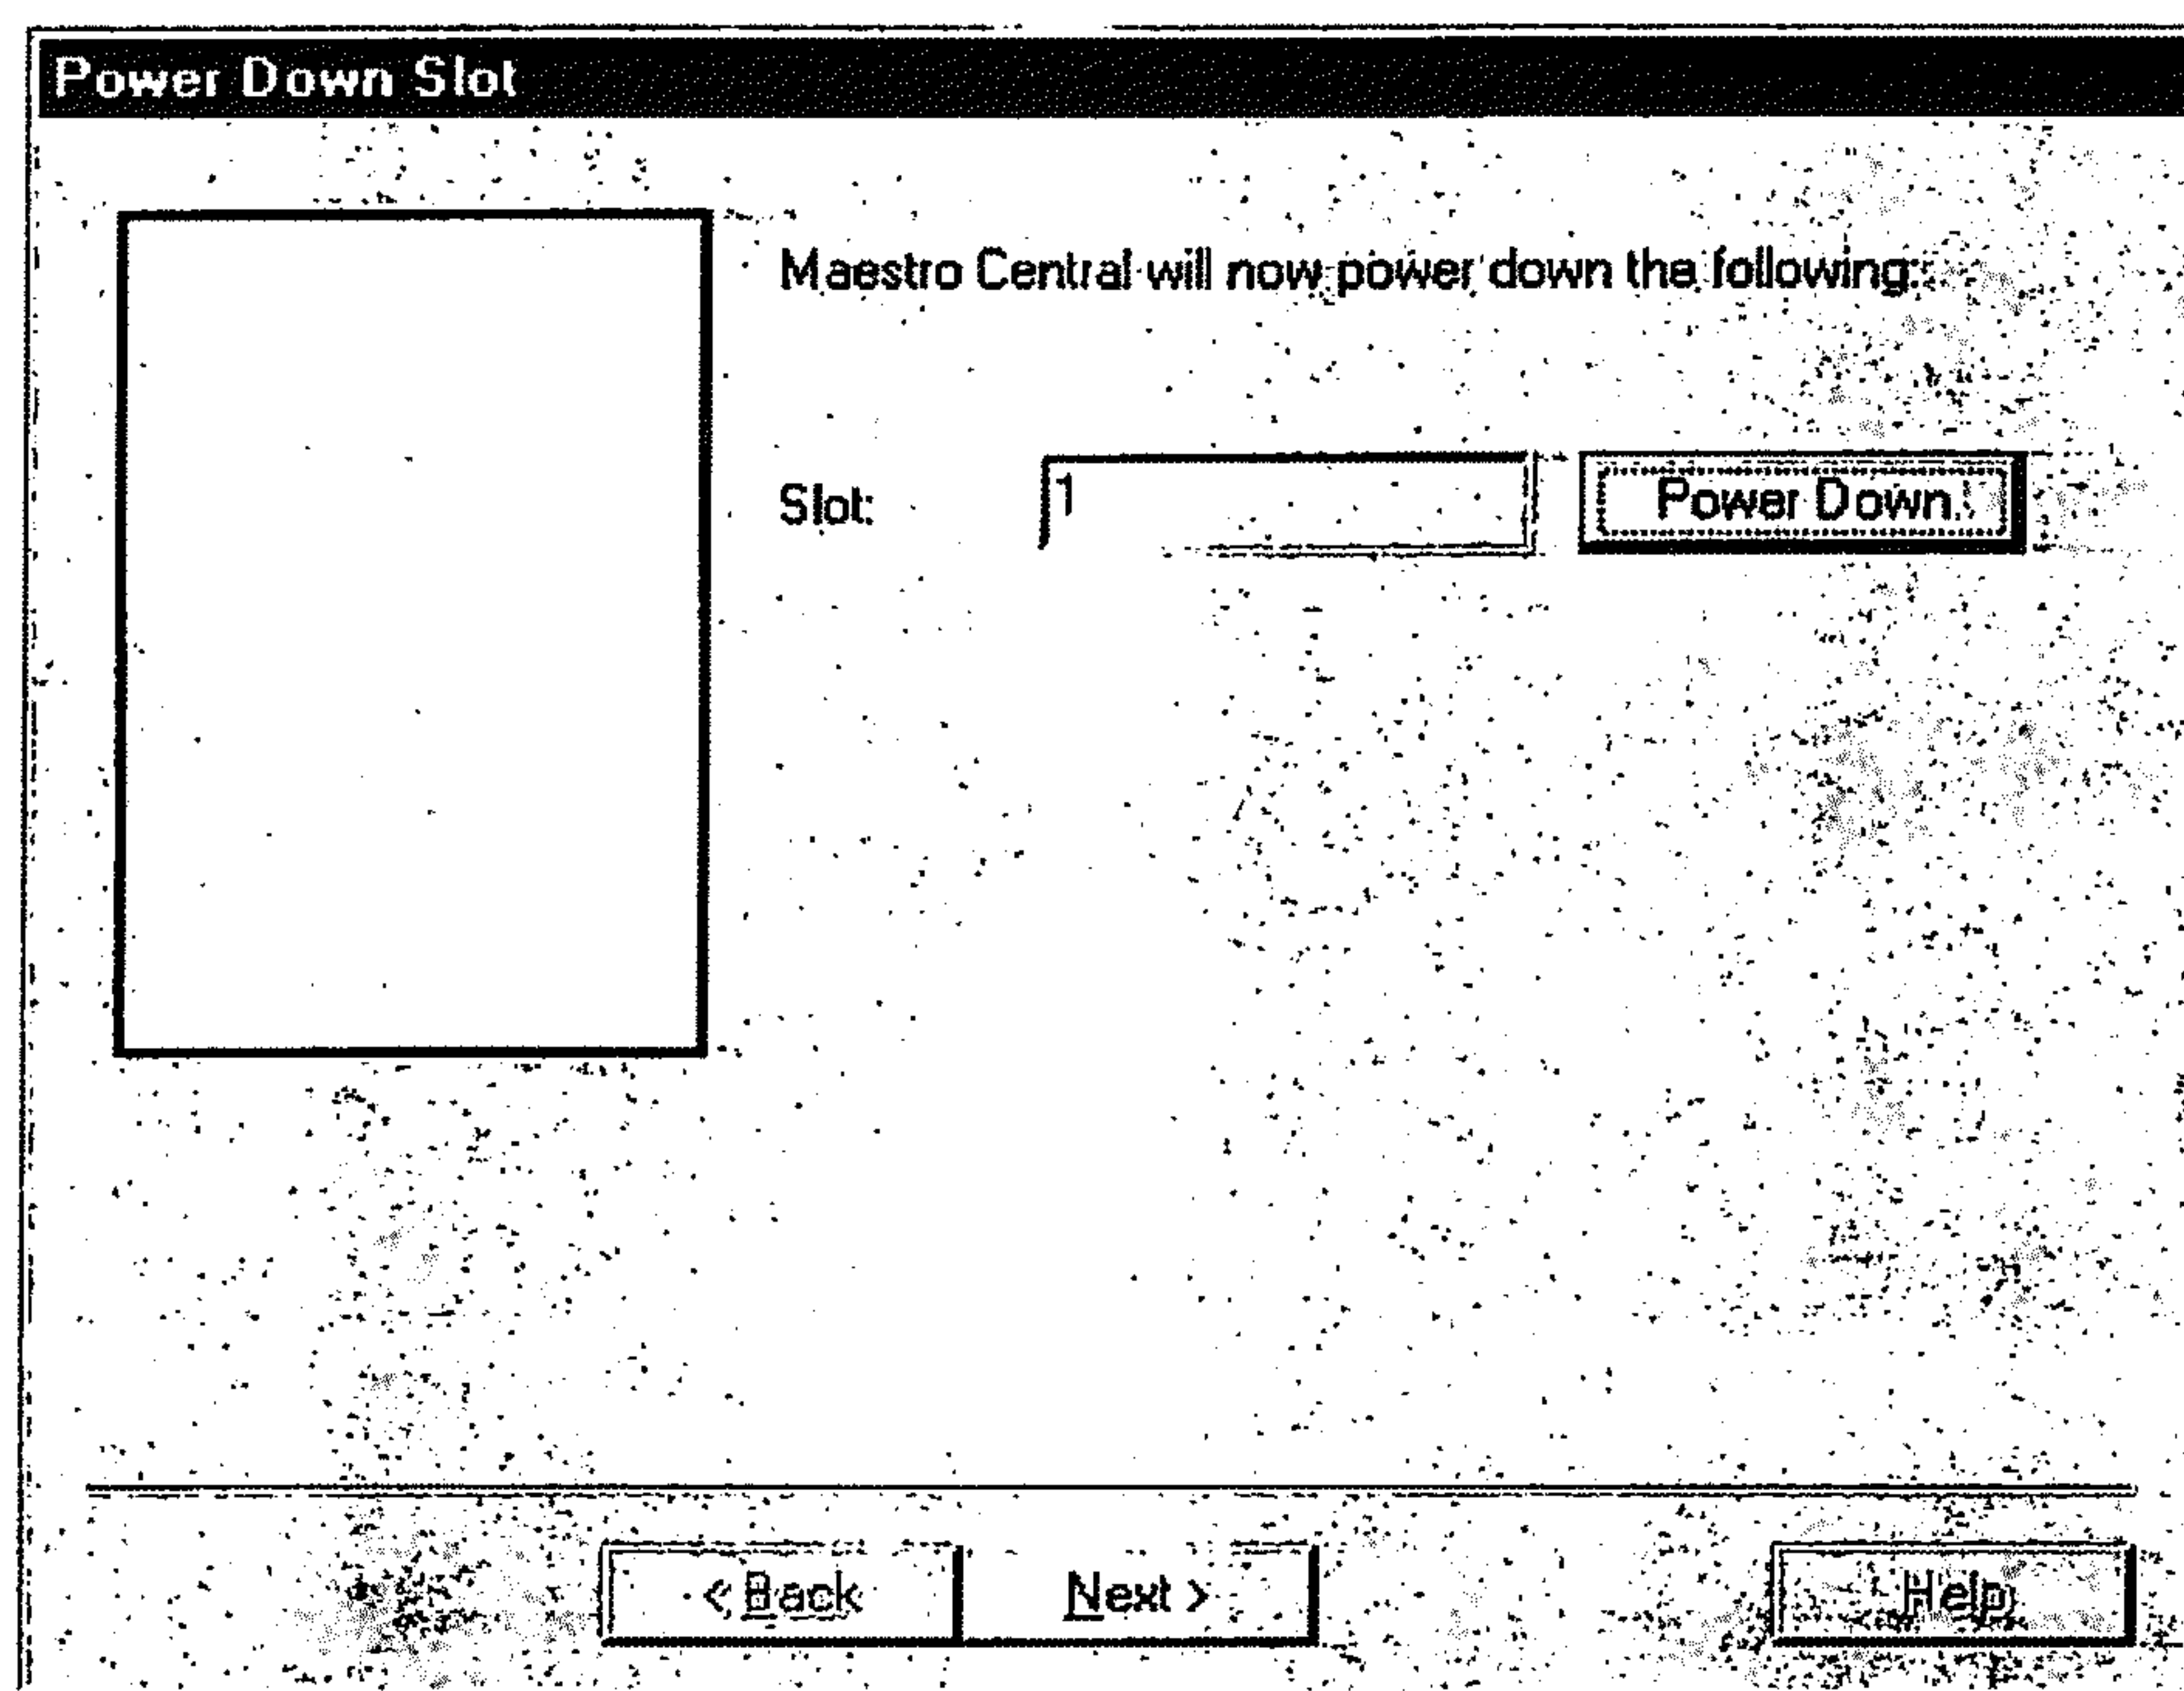 Power Down Slot
Maestro Central will now power down the following:
Slot: 1 Power Down
< Back Next > Help